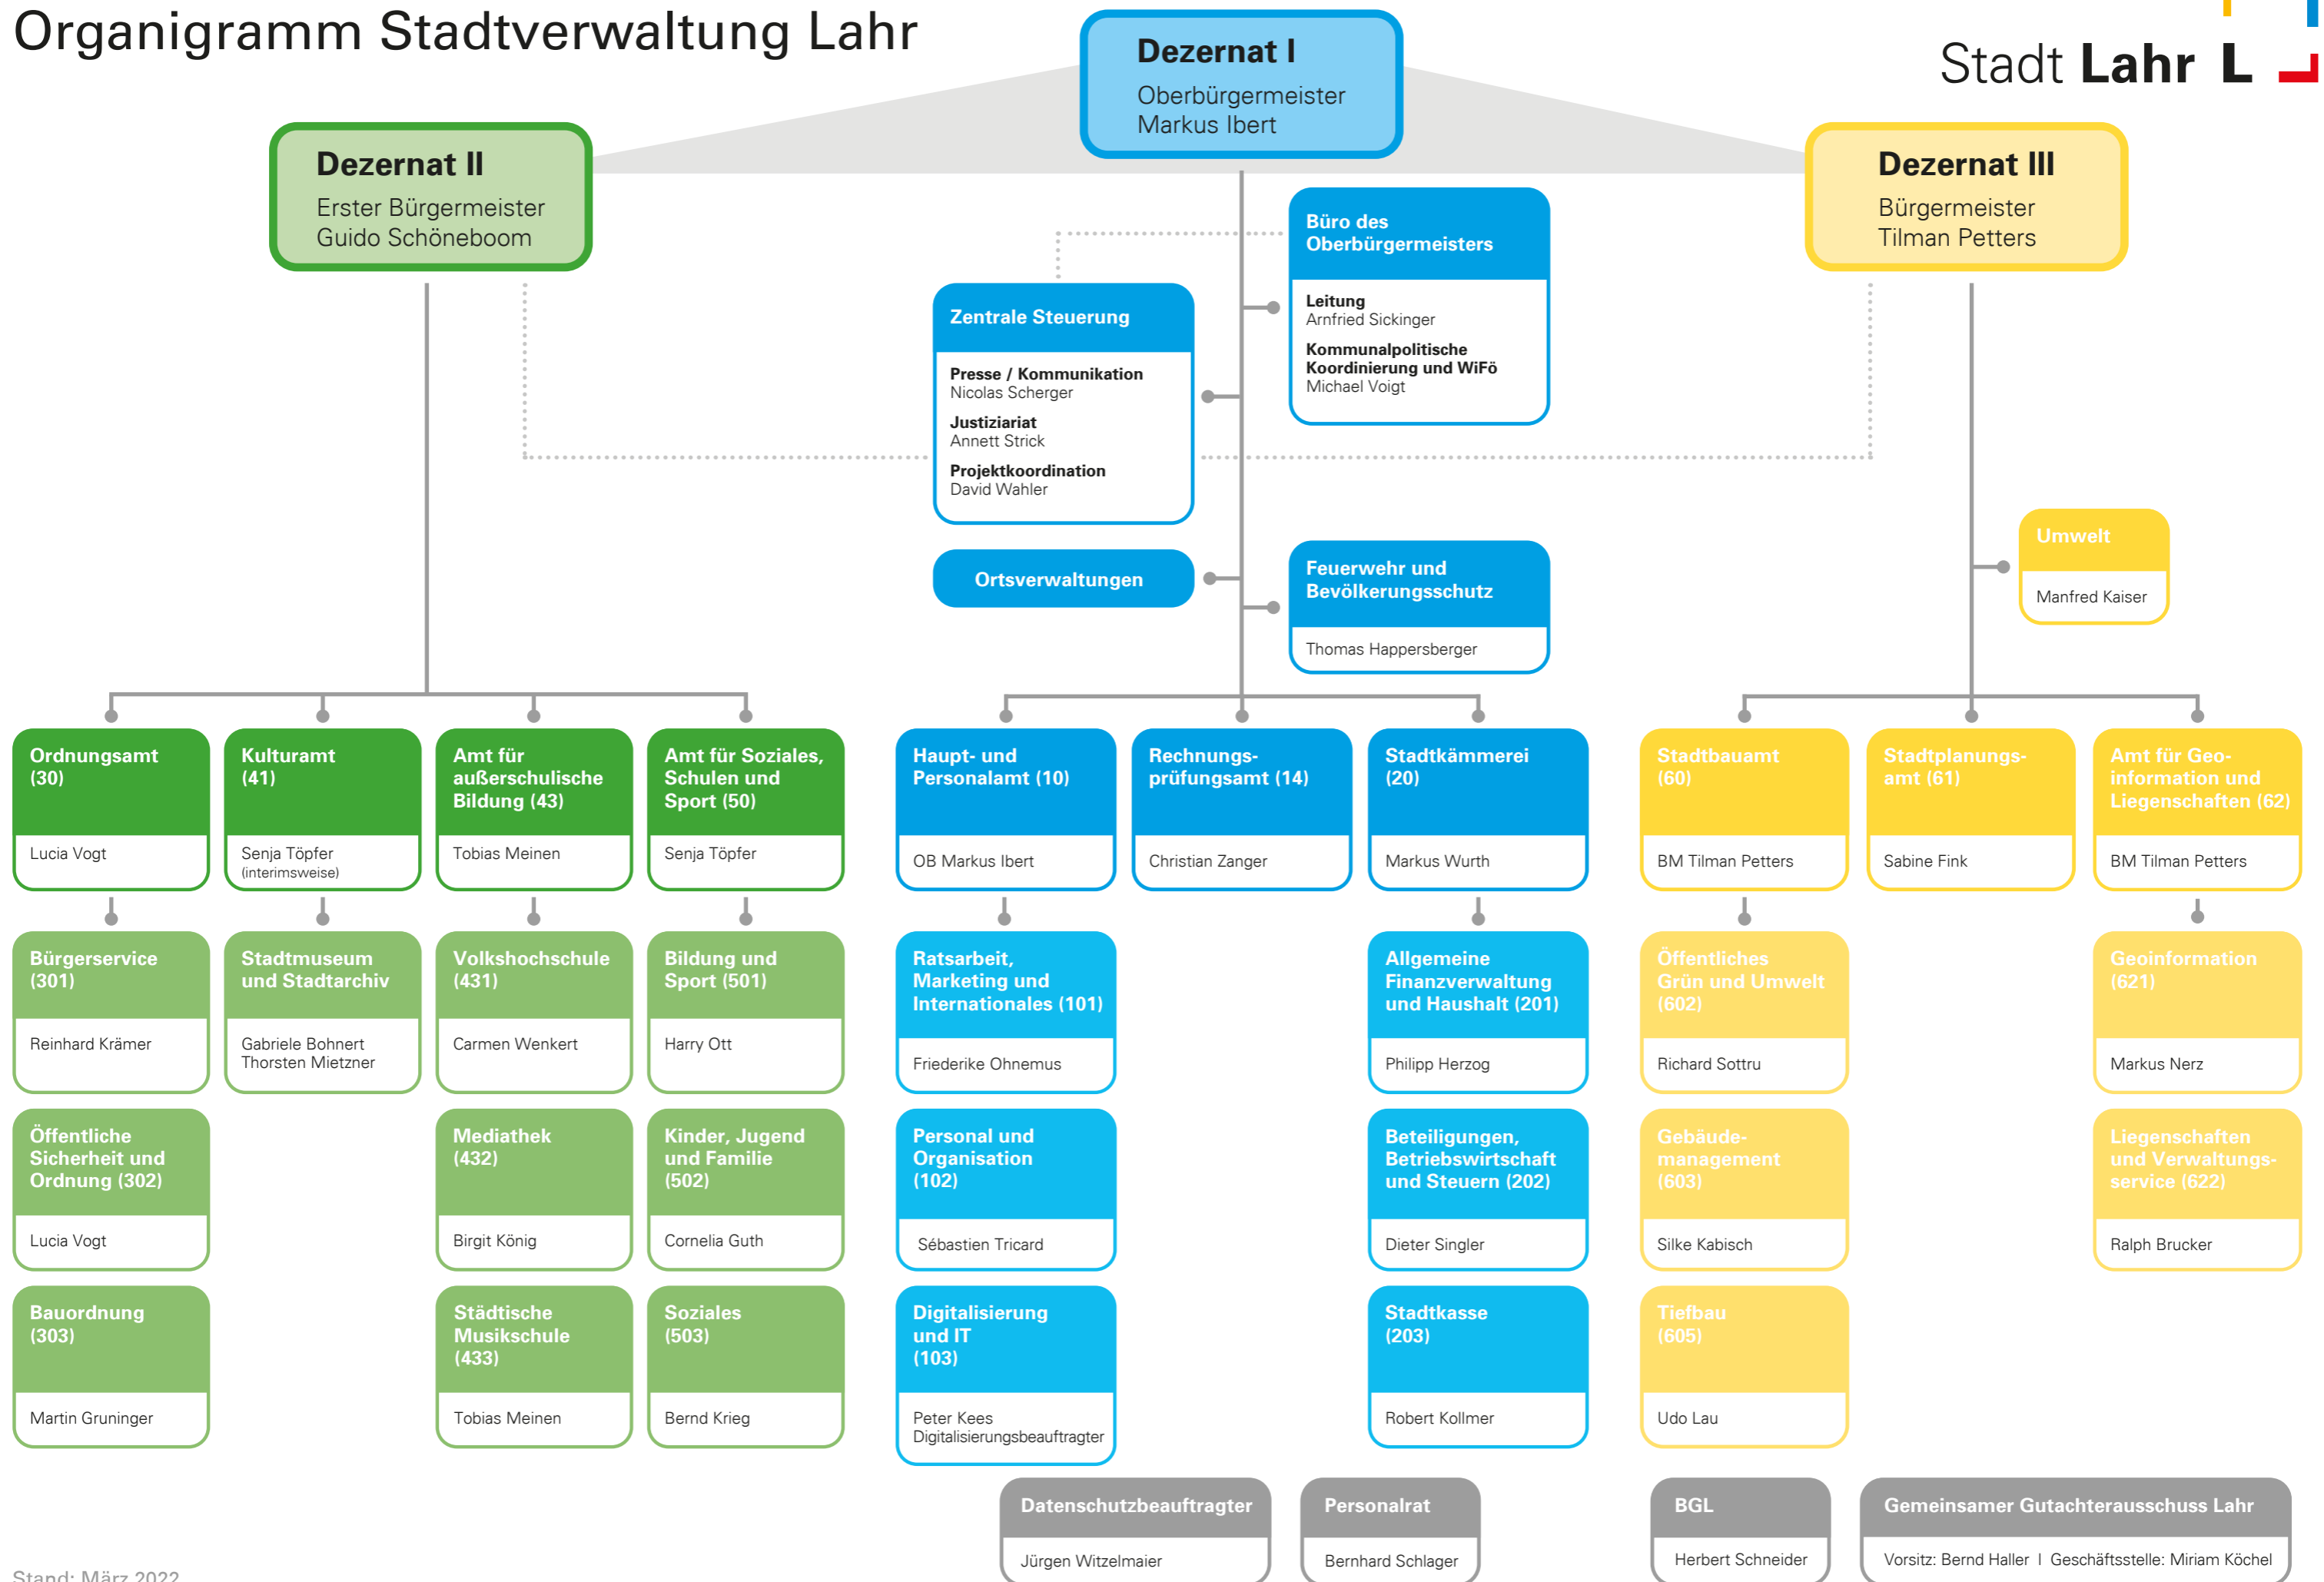 Organigramm Stadtverwaltung Lahr
Stadt Lahr L
Dezernat I
Oberbürgermeister
Markus Ibert
Dezernat II
Erster Bürgermeister
Guido Schöneboom
Dezernat III
Bürgermeister
Tilman Petters
Büro des
Oberbürgermeisters
Leitung
Arnfried Sickinger
Kommunalpolitische
Koordinierung und WiFö
Michael Voigt
Zentrale Steuerung
Presse / Kommunikation
Nicolas Scherger
Justiziariat
Annett Strick
Projektkoordination
David Wahler
Ortsverwaltungen
Feuerwehr und
Bevölkerungsschutz
Thomas Happersberger
Umwelt
Manfred Kaiser
Ordnungsamt
(30)
Lucia Vogt
Kulturamt
(41)
Senja Töpfer
(interimsweise)
Amt für
außerschulische
Bildung (43)
Tobias Meinen
Amt für Soziales,
Schulen und
Sport (50)
Senja Töpfer
Haupt- und
Personalamt (10)
OB Markus Ibert
Rechnungs-
prüfungsamt (14)
Christian Zanger
Stadtkämmerei
(20)
Markus Wurth
Stadtbauamt
(60)
BM Tilman Petters
Stadtplanungs-
amt (61)
Sabine Fink
Amt für Geo-
information und
Liegenschaften (62)
BM Tilman Petters
Bürgerservice
(301)
Reinhard Krämer
Stadtmuseum
und Stadtarchiv
Gabriele Bohnert
Thorsten Mietzner
Volkshochschule
(431)
Carmen Wenkert
Bildung und
Sport (501)
Harry Ott
Ratsarbeit,
Marketing und
Internationales (101)
Friederike Ohnemus
Allgemeine
Finanzverwaltung
und Haushalt (201)
Philipp Herzog
Öffentliches
Grün und Umwelt
(602)
Richard Sottru
Geoinformation
(621)
Markus Nerz
Öffentliche
Sicherheit und
Ordnung (302)
Lucia Vogt
Mediathek
(432)
Birgit König
Kinder, Jugend
und Familie
(502)
Cornelia Guth
Personal und
Organisation
(102)
Sébastien Tricard
Beteiligungen,
Betriebswirtschaft
und Steuern (202)
Dieter Singler
Gebäude-
management
(603)
Silke Kabisch
Liegenschaften
und Verwaltungs-
service (622)
Ralph Brucker
Bauordnung
(303)
Martin Gruninger
Städtische
Musikschule
(433)
Tobias Meinen
Soziales
(503)
Bernd Krieg
Digitalisierung
und IT
(103)
Peter Kees
Digitalisierungsbeauftragter
Stadtkasse
(203)
Robert Kollmer
Tiefbau
(605)
Udo Lau
Datenschutzbeauftragter
Jürgen Witzelmaier
Personalrat
Bernhard Schlager
BGL
Herbert Schneider
Gemeinsamer Gutachterausschuss Lahr
Vorsitz: Bernd Haller I Geschäftsstelle: Miriam Köchel
Stand: März 2022